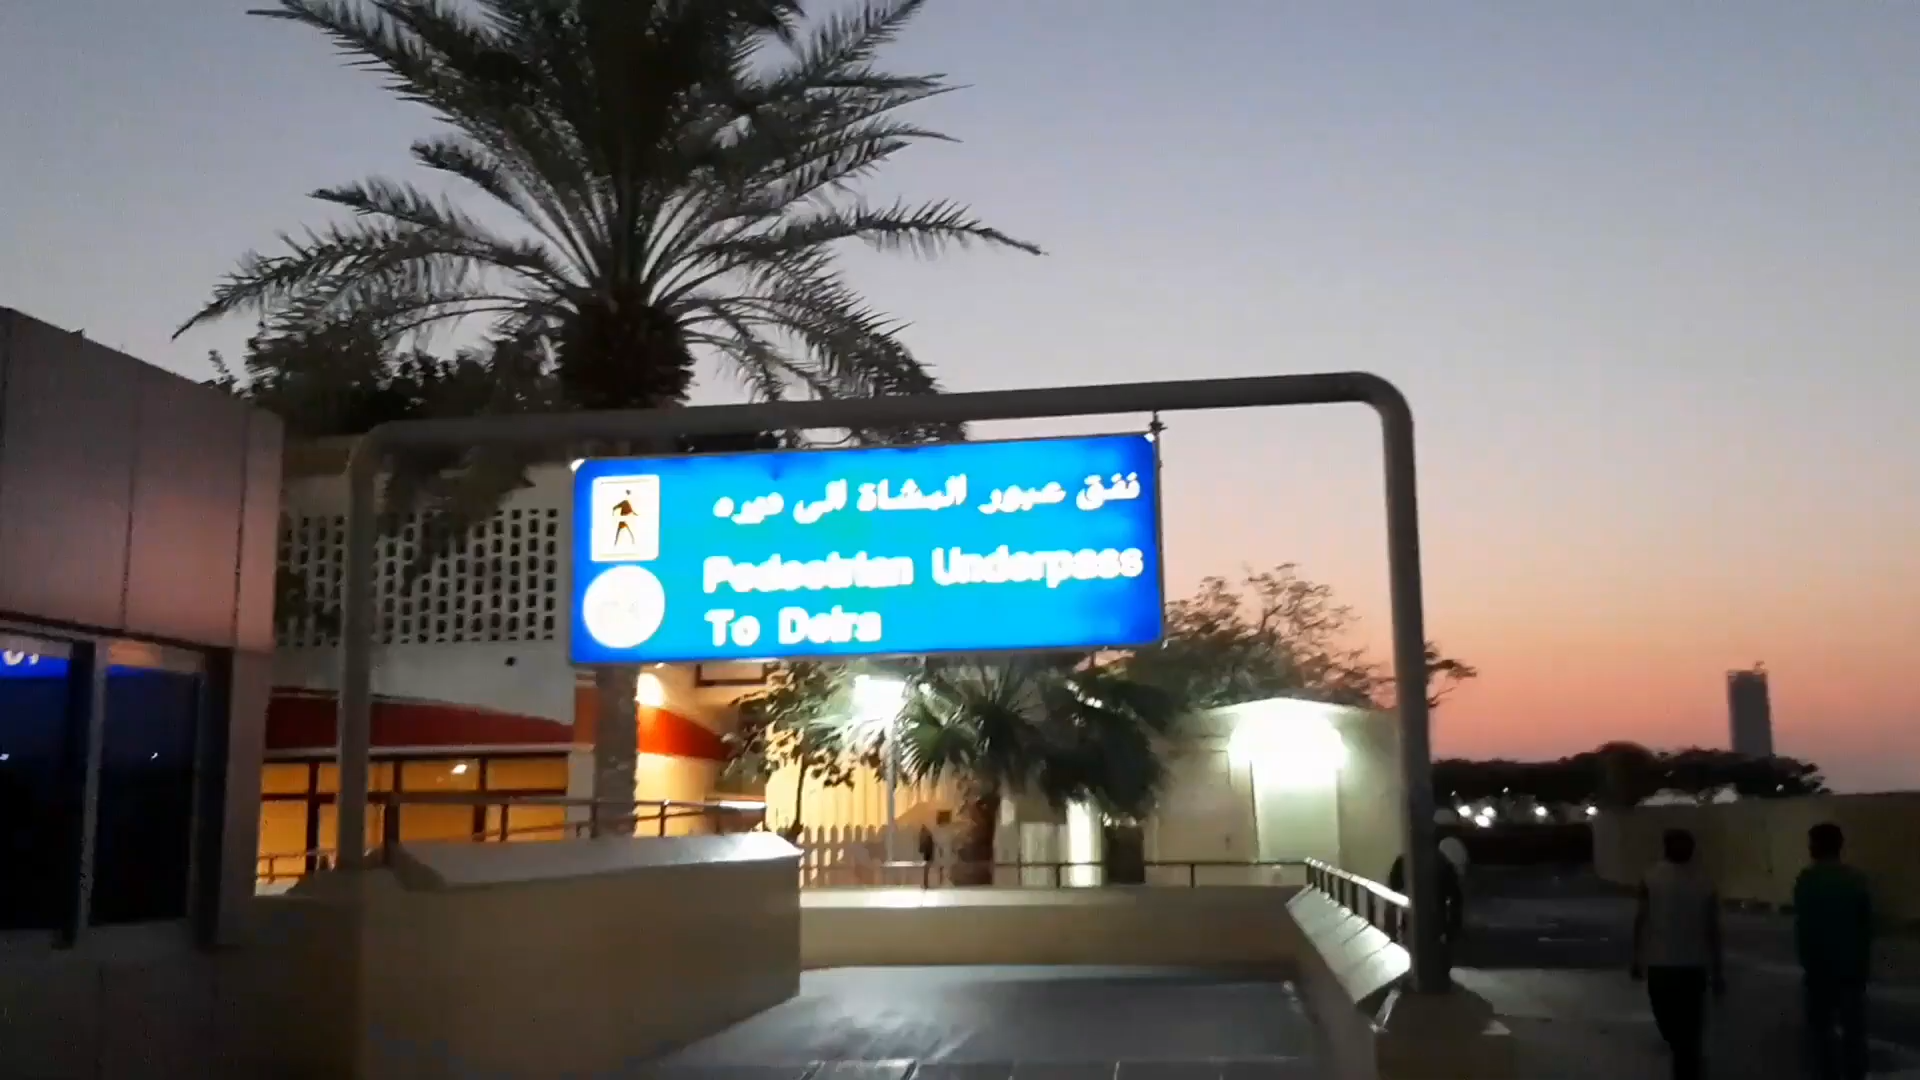 نفق عبور المشاة الى ديره
Pedestrian Underpass
To Deira